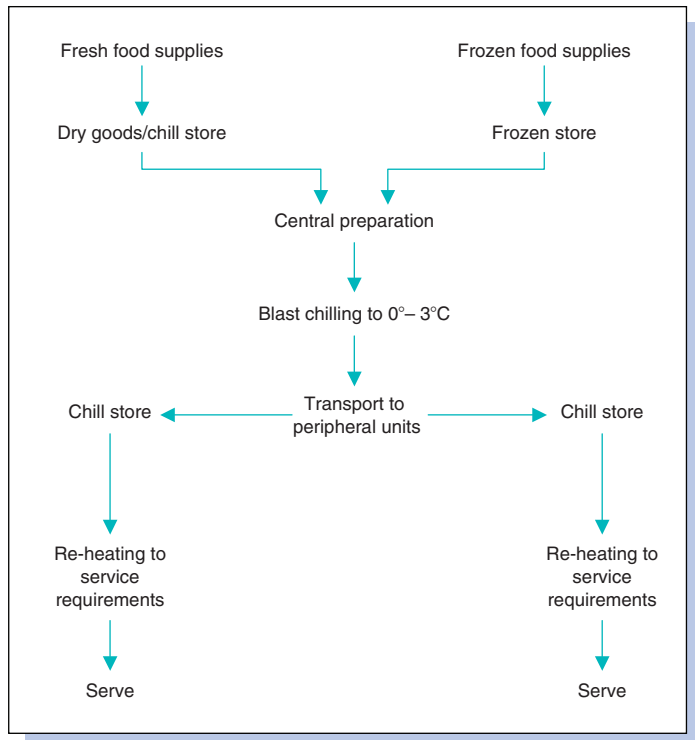 Fresh food supplies
Frozen food supplies
Dry goods/chill store
Frozen store
Central preparation
Blast chilling to 0°– 3°C
Chill store
Transport to
peripheral units
Chill store
Re-heating to
service
requirements
Re-heating to
service
requirements
Serve
Serve